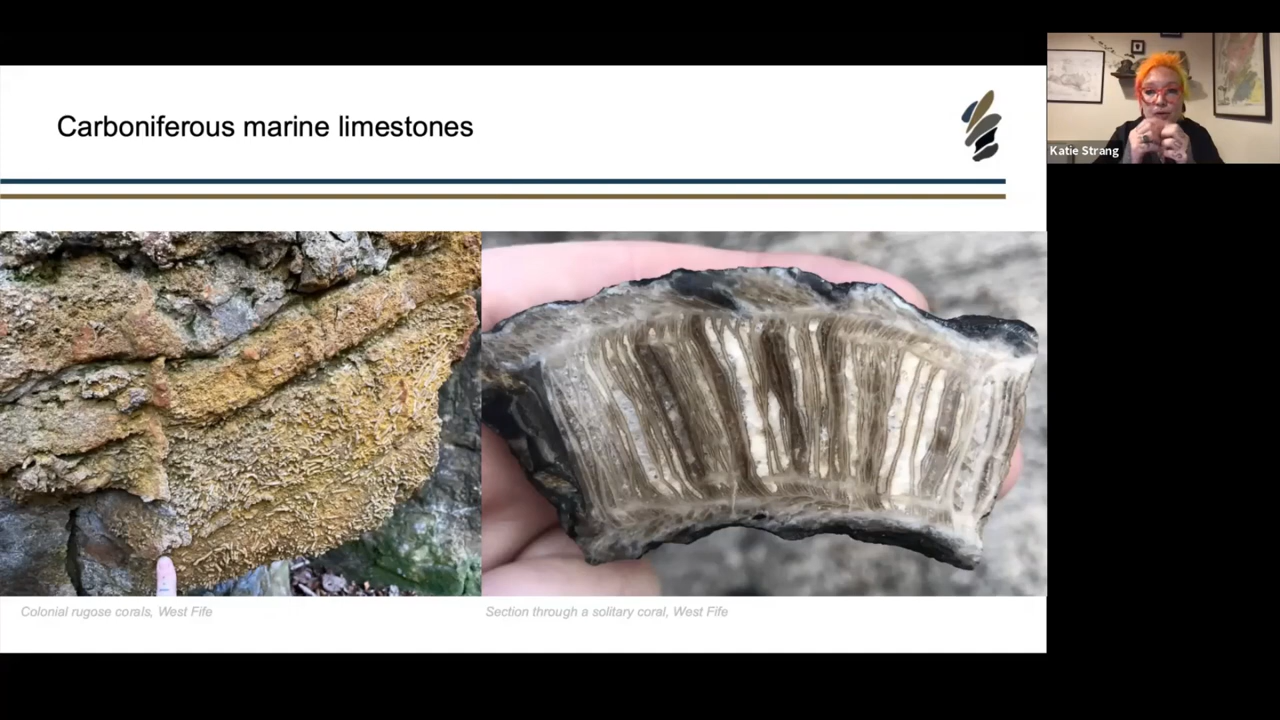 Carboniferous marine limestones
Katie Strang
Colonial rugose corals, West Fife
Section through a solitary coral, West Fife